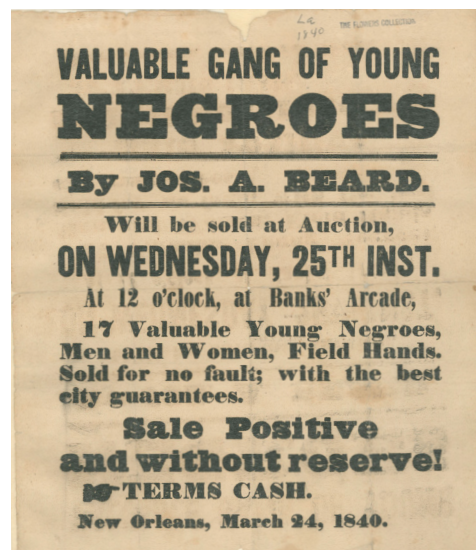 La
1840
VALUABLE GANG OF YOUNG
NEGROES
By JOS. A. BEARD.
Will be sold at Auction,
ON WEDNESDAY, 25TH INST.
At 12 o'clock, at Banks' Arcade,
17 Valuable Young Negroes,
Men and Women, Field Hands.
Sold for no fault; with the best
city guarantees.
Sale Positive
and without reserve!
TERMS CASH.
New Orleans, March 24, 1840.